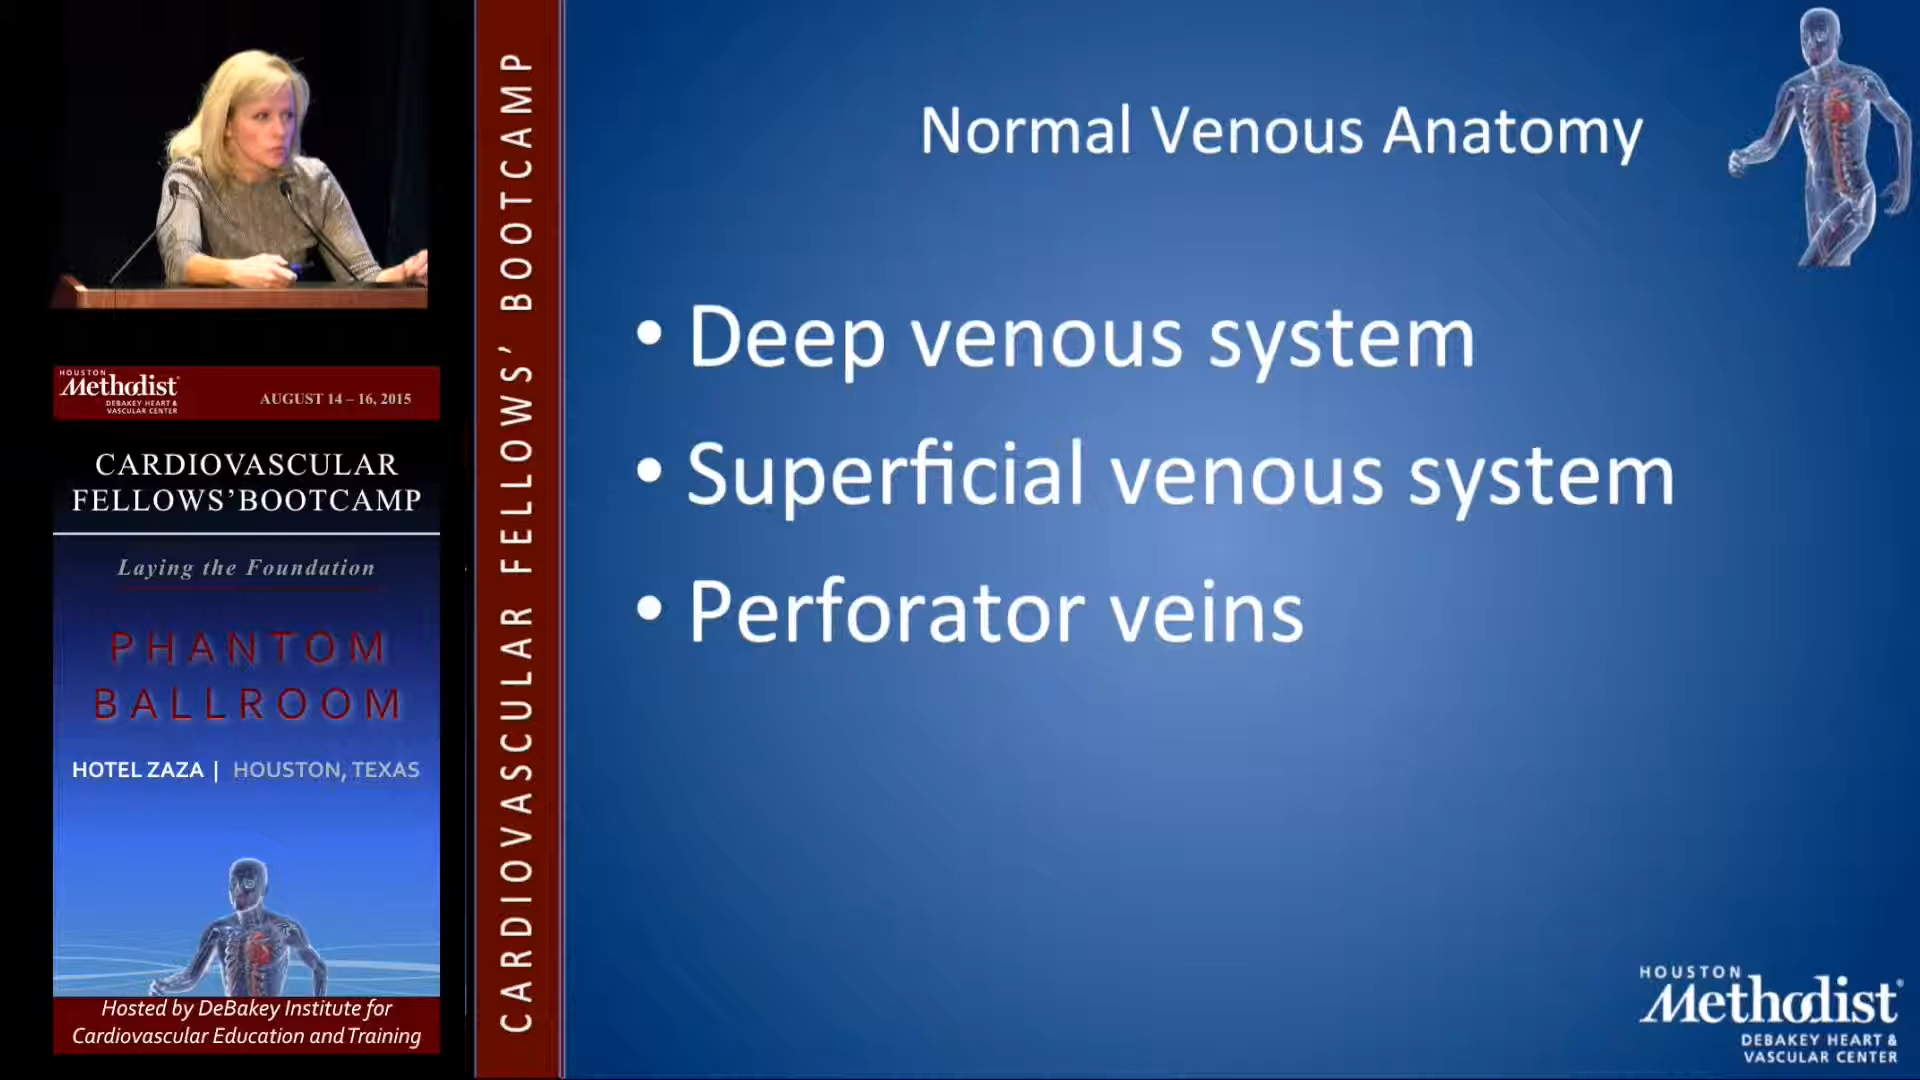 HOUSTON
Methodist
DEBAKEY HEART &
VASCULAR CENTER
AUGUST 14 – 16, 2015
CARDIOVASCULAR
FELLOWS’BOOTCAMP
Laying the Foundation
PHANTOM
BALLROOM
HOTEL ZAZA | HOUSTON, TEXAS
Hosted by DeBakey Institute for
Cardiovascular Education and Training
CARDIOVASCULAR FELLOWS’ BOOTCAMP
Normal Venous Anatomy
• Deep venous system
• Superficial venous system
• Perforator veins
HOUSTON
Methodist®
DEBAKEY HEART &
VASCULAR CENTER